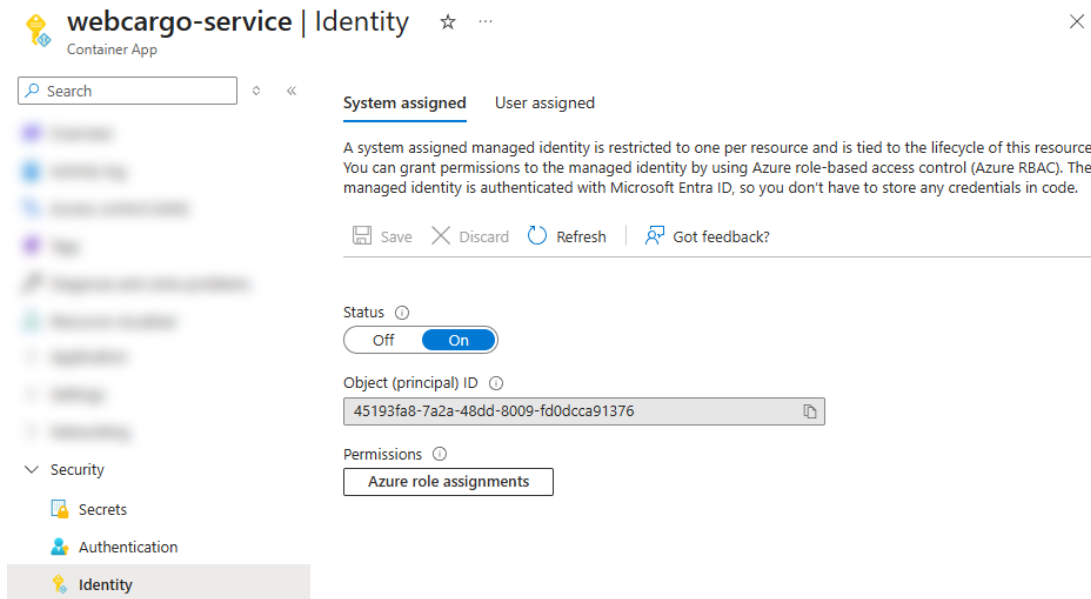 webcargo-service | Identity
Container App
Search
System assigned
User assigned
A system assigned managed identity is restricted to one per resource and is tied to the lifecycle of this resource
You can grant permissions to the managed identity by using Azure role-based access control (Azure RBAC). The
managed identity is authenticated with Microsoft Entra ID, so you don't have to store any credentials in code.
Save Discard Refresh Got feedback?
Status
Off On
Object (principal) ID
45193fa8-7a2a-48dd-8009-fd0dcca91376
Permissions
Azure role assignments
Security
Secrets
Authentication
Identity